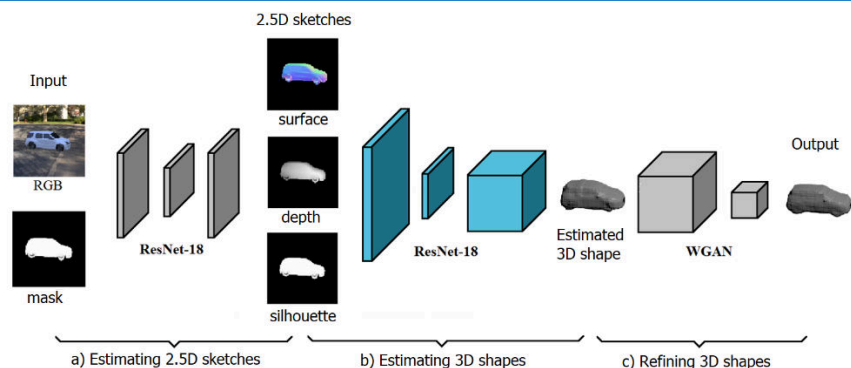 2.5D sketches
Input
surface
RGB
Output
depth
ResNet-18
ResNet-18
Estimated
3D shape
WGAN
mask
silhouette
a) Estimating 2.5D sketches
b) Estimating 3D shapes
c) Refining 3D shapes